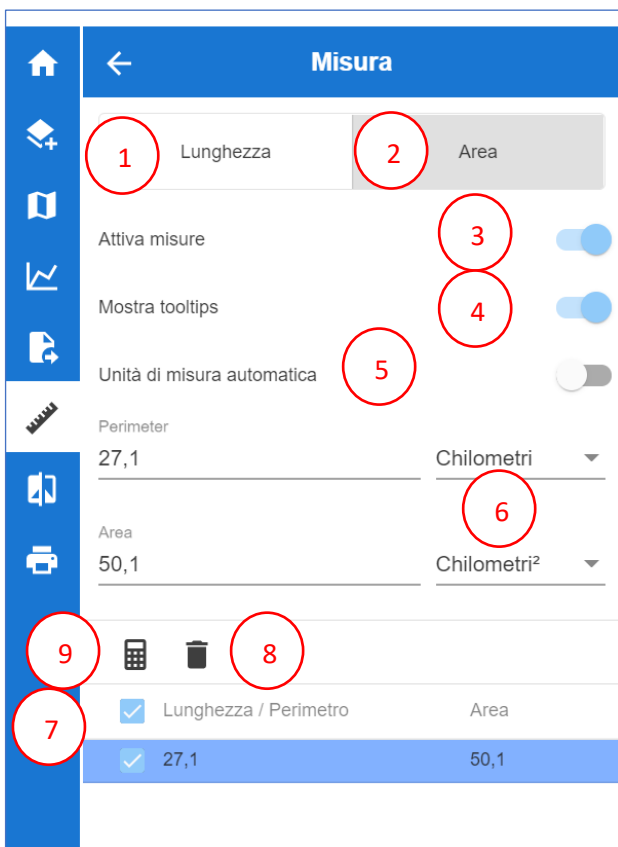 Misura
1 Lunghezza 2 Area
Attiva misure 3
Mostra tooltips 4
Unità di misura automatica 5
Perimeter
27,1 Chilometri
6
Area
50,1 Chilometri²
9 8
7 Lunghezza / Perimetro Area
27,1 50,1